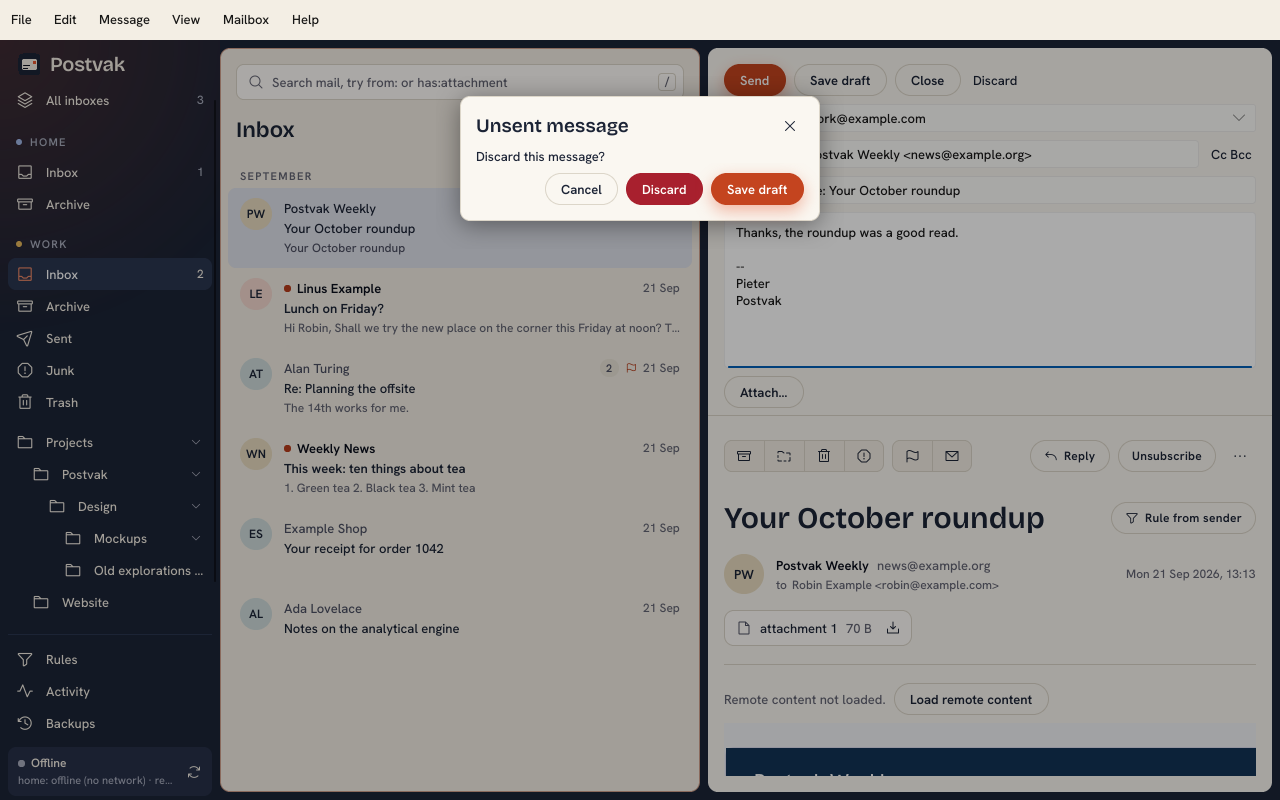 File Edit Message View Mailbox Help
Postvak
All inboxes 3
HOME
Inbox 1
Archive
WORK
Inbox 2
Archive
Sent
Junk
Trash
Projects
Postvak
Design
Mockups
Old explorations ...
Website
Rules
Activity
Backups
Offline
home: offline (no network) · re...
Search mail, try from: or has:attachment /
Inbox
SEPTEMBER
PW Postvak Weekly
Your October roundup
Your October roundup
LE Linus Example 21 Sep
Lunch on Friday?
Hi Robin, Shall we try the new place on the corner this Friday at noon? T...
AT Alan Turing 2 21 Sep
Re: Planning the offsite
The 14th works for me.
WN Weekly News 21 Sep
This week: ten things about tea
1. Green tea 2. Black tea 3. Mint tea
ES Example Shop
Your receipt for order 1042
AL Ada Lovelace 21 Sep
Notes on the analytical engine
Unsent message
Discard this message?
Cancel Discard Save draft
Send Save draft Close Discard
ork@example.com
ostvak Weekly <news@example.org> Cc Bcc
e: Your October roundup
Thanks, the roundup was a good read.
--
Pieter
Postvak
Attach...
Reply Unsubscribe ...
Your October roundup Rule from sender
PW Postvak Weekly news@example.org
to Robin Example <robin@example.com> Mon 21 Sep 2026, 13:13
attachment 1 70 B
Remote content not loaded. Load remote content